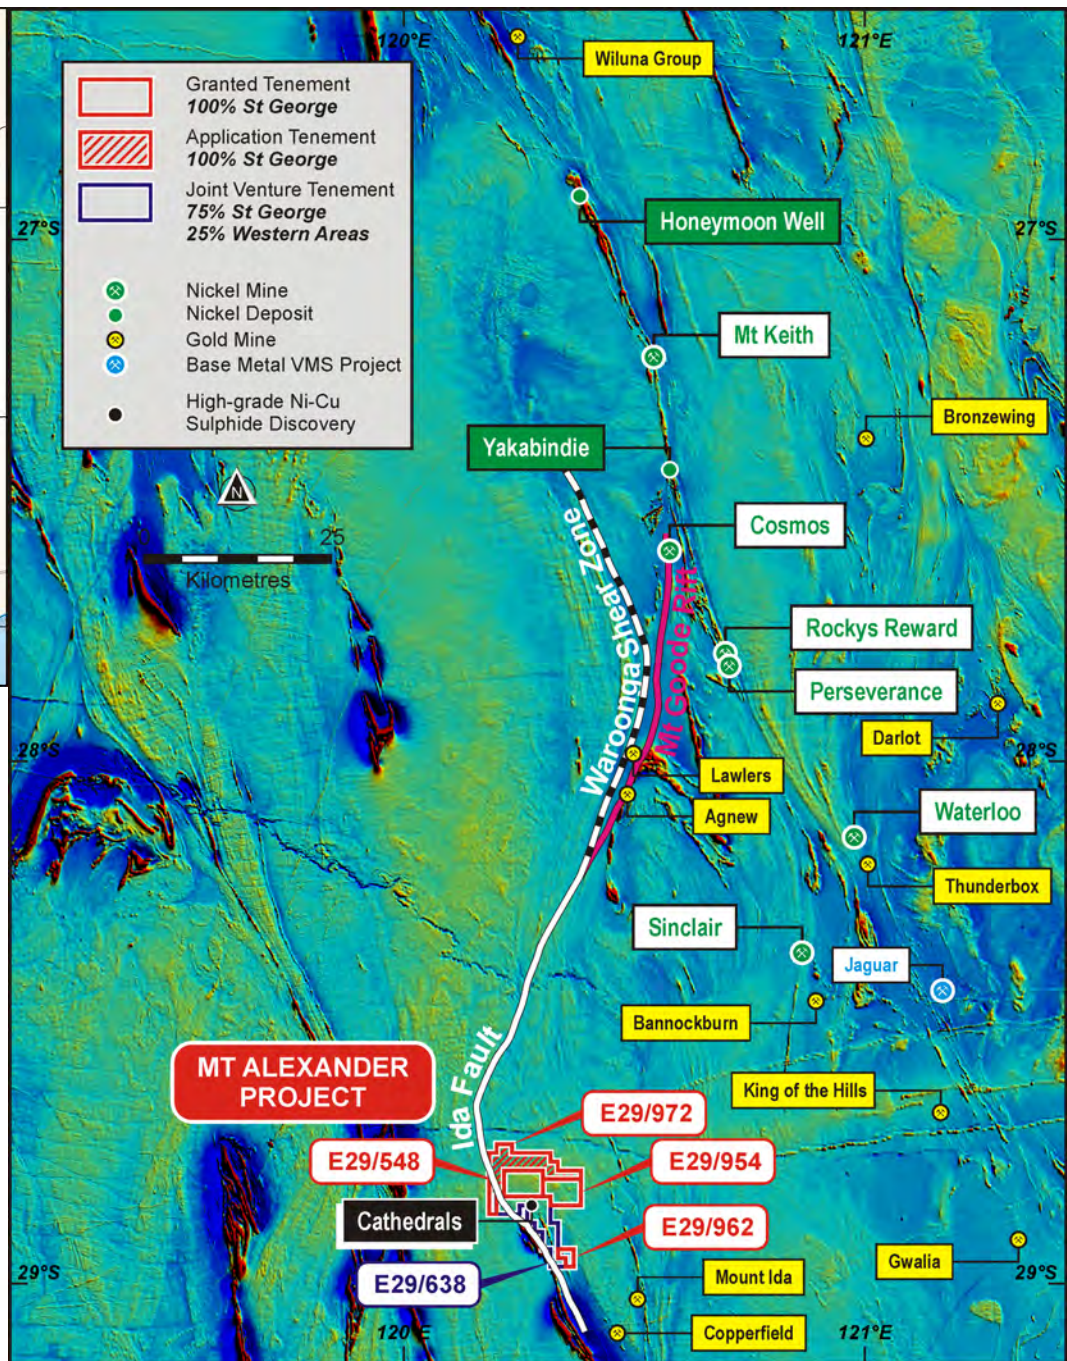 120°E
121°E
Wiluna Group
Granted Tenement
100% St George
Application Tenement
100% St George
Joint Venture Tenement
75% St George
25% Western Areas
Nickel Mine
Nickel Deposit
Gold Mine
Base Metal VMS Project
High-grade Ni-Cu
Sulphide Discovery
27°S
27°S
Honeymoon Well
Mt Keith
Bronzewing
Yakabindie
N
0 25
Kilometres
Cosmos
Waroonga Shear Zone
Mt Goode Rift
Rockys Reward
Perseverance
Darlot
28°S
28°S
Lawlers
Agnew
Waterloo
Thunderbox
Sinclair
Jaguar
Bannockburn
Ida Fault
MT ALEXANDER
PROJECT
King of the Hills
E29/972
E29/548
E29/954
Cathedrals
E29/962
Gwalia
29°S
29°S
E29/638
Mount Ida
Copperfield
120°E
121°E